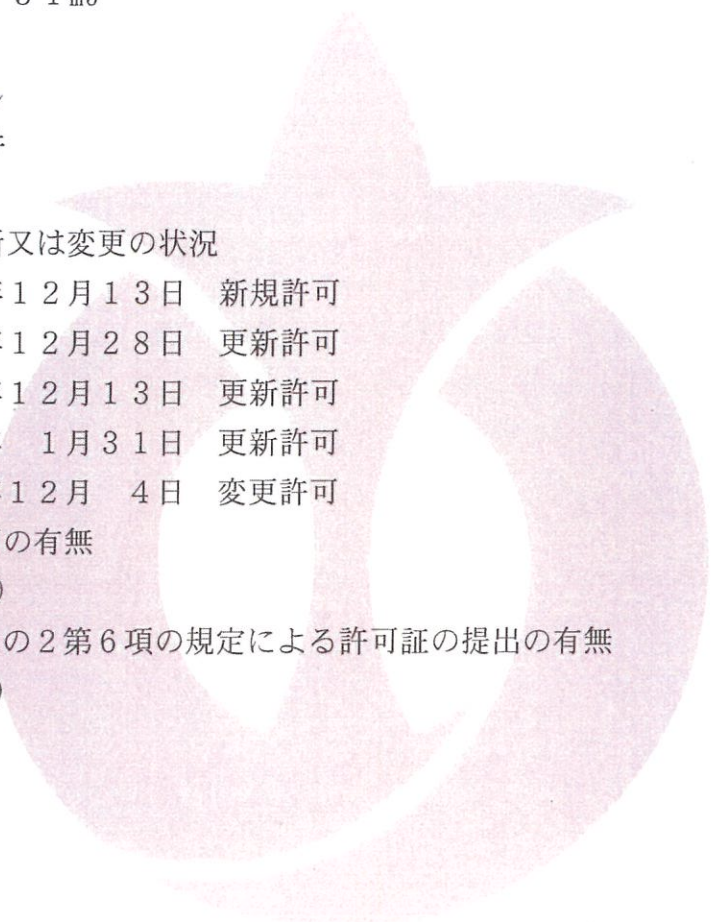 又は変更の状況
１２月１３日　新規許可
１２月２８日　更新許可
１２月１３日　更新許可
１月３１日　更新許可
１２月　４日　変更許可
の有無
）
の２第６項の規定による許可証の提出の有無
）